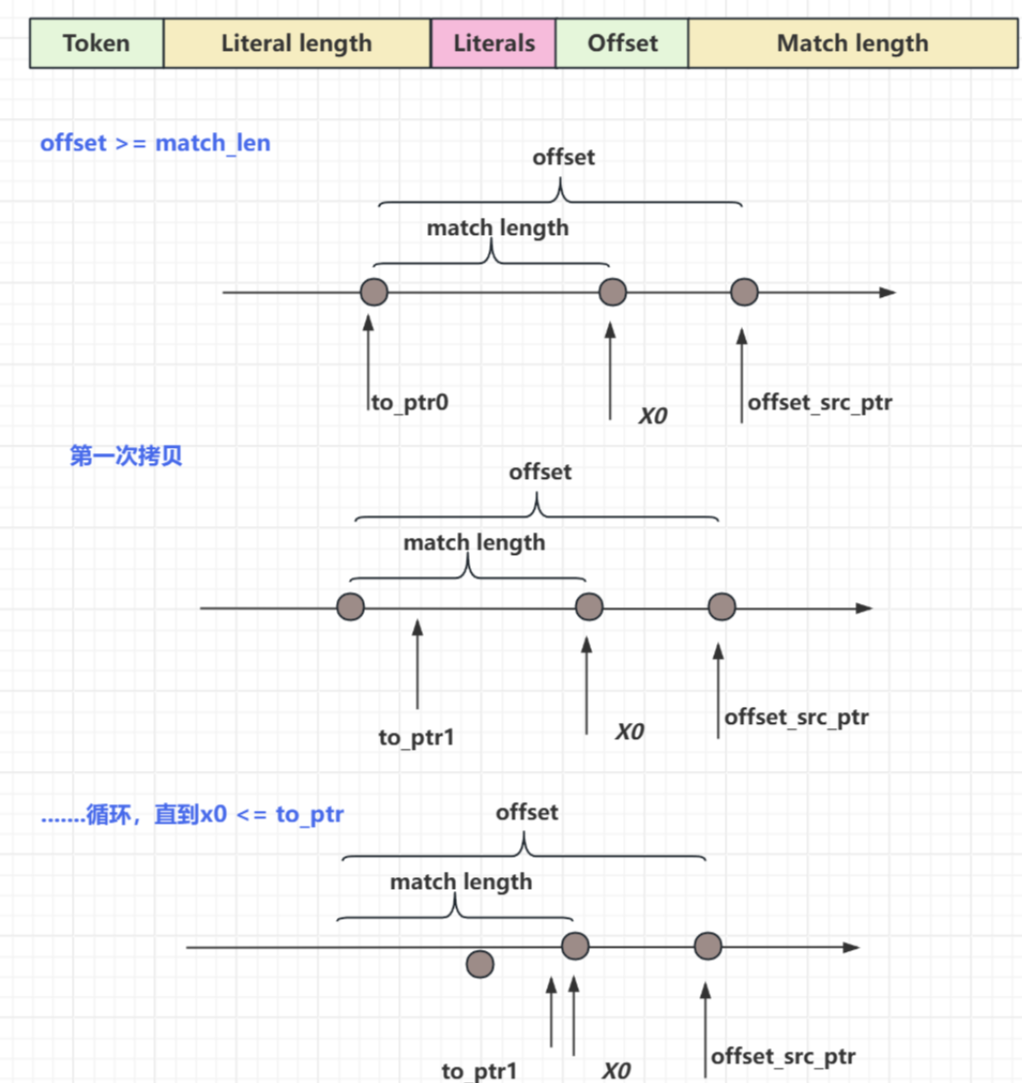 Token Literal length Literals Offset Match length
offset >= match_len
offset
match length
to_ptr0
X0
offset_src_ptr
第一次拷贝
offset
match length
to_ptr1
X0
offset_src_ptr
.......循环，直到x0 <= to_ptr
offset
match length
to_ptr1
X0
offset_src_ptr